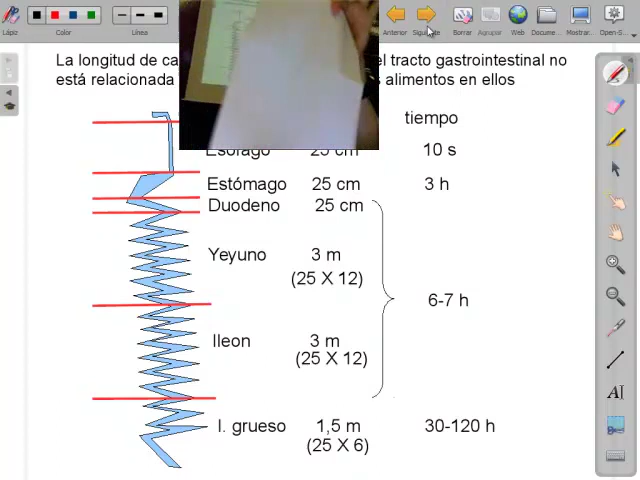 Lápiz
Color
Línea
Anterior
Siguiente
Borrar
Agrupar
Web
Docume...
Mostrar...
Open-S...
La longitud de ca el tracto gastrointestinal no
está relacionada s alimentos en ellos
tiempo
Esófago 25 cm 10 s
Estómago 25 cm 3 h
Duodeno 25 cm
Yeyuno 3 m
(25 X 12)
6-7 h
Ileon 3 m
(25 X 12)
I. grueso 1,5 m 30-120 h
(25 X 6)
A